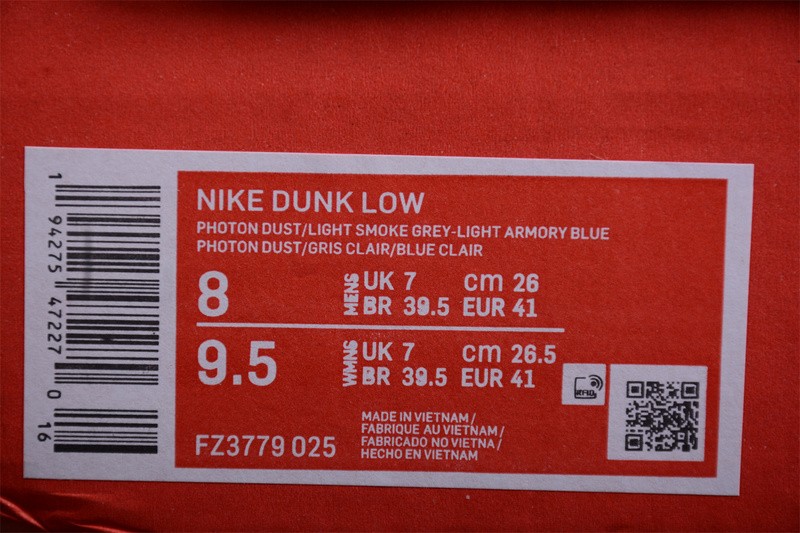 NIKE DUNK LOW
PHOTON DUST/LIGHT SMOKE GREY-LIGHT ARMORY BLUE
PHOTON DUST/GRIS CLAIR/BLUE CLAIR
8 MENS UK 7 cm 26
BR 39.5 EUR 41
9.5 WMNS UK 7 cm 26.5
BR 39.5 EUR 41
RFID
FZ3779 025
MADE IN VIETNAM/
FABRIQUE AU VIETNAM/
FABRICADO NO VIETNA/
HECHO EN VIETNAM
1 94275 47227 0 16